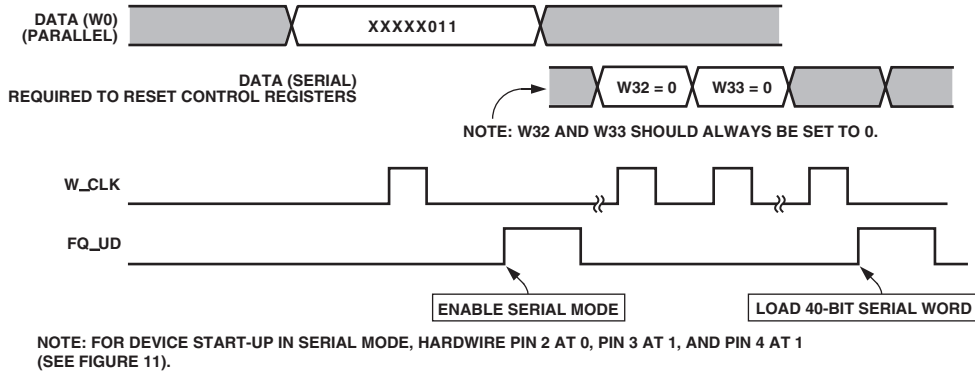 DATA (W0)
(PARALLEL)
XXXXX011
DATA (SERIAL)
REQUIRED TO RESET CONTROL REGISTERS
W32 = 0
W33 = 0
NOTE: W32 AND W33 SHOULD ALWAYS BE SET TO 0.
W_CLK
FQ_UD
ENABLE SERIAL MODE
LOAD 40-BIT SERIAL WORD
NOTE: FOR DEVICE START-UP IN SERIAL MODE, HARDWIRE PIN 2 AT 0, PIN 3 AT 1, AND PIN 4 AT 1
(SEE FIGURE 11).